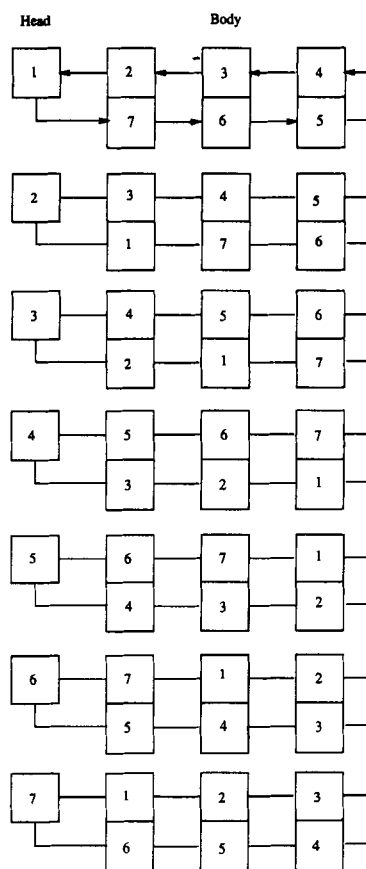 Head Body
1 2 3 4
7 6 5
2 3 4 5
1 7 6
3 4 5 6
2 1 7
4 5 6 7
3 2 1
5 6 7 1
4 3 2
6 7 1 2
5 4 3
7 1 2 3
6 5 4